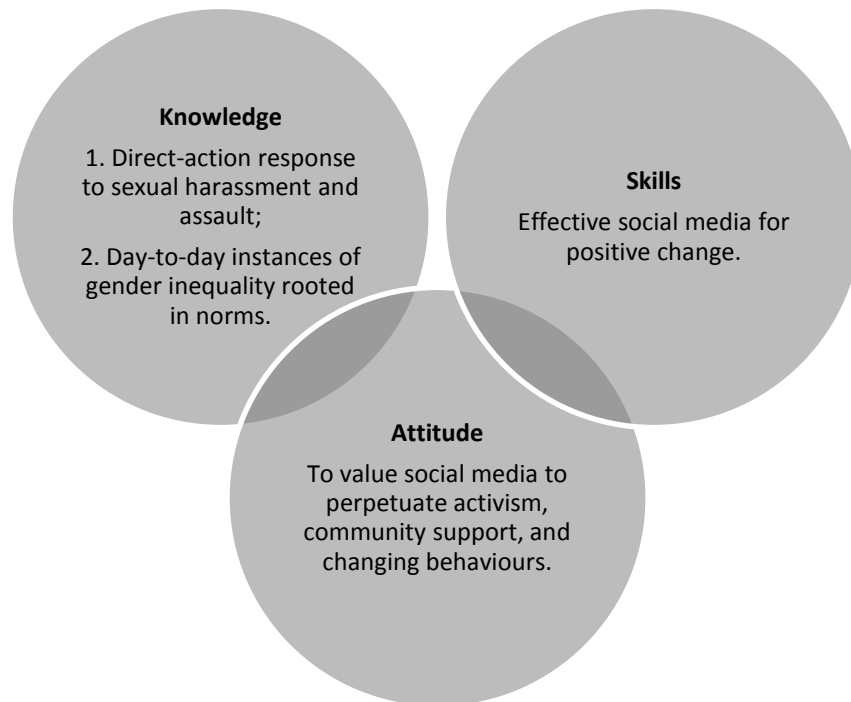 Knowledge
1. Direct-action response
to sexual harassment and
assault;
2. Day-to-day instances of
gender inequality rooted
in norms.
Skills
Effective social media for
positive change.
Attitude
To value social media to
perpetuate activism,
community support, and
changing behaviours.